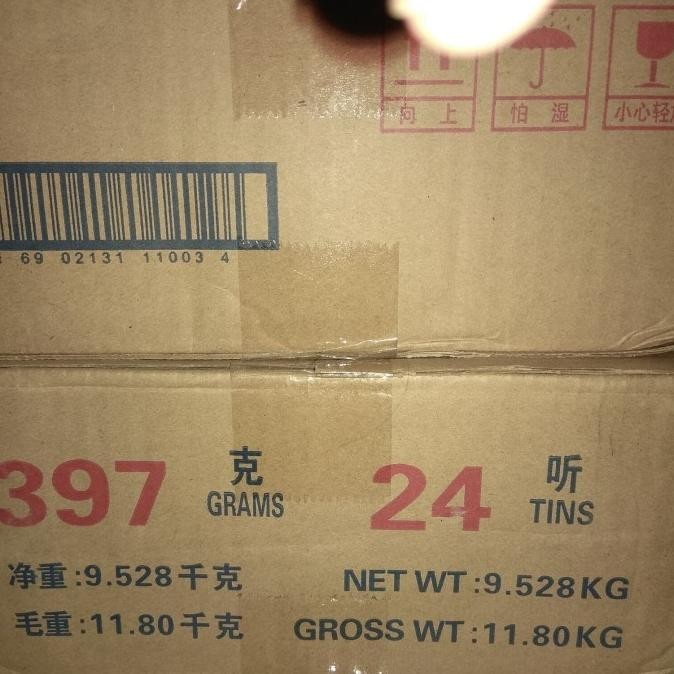 向 上
怕 湿
小心轻
69 02131 11003 4
397 克 GRAMS 24 听 TINS
净重:9.528千克 NET WT:9.528KG
毛重:11.80千克 GROSS WT:11.80KG